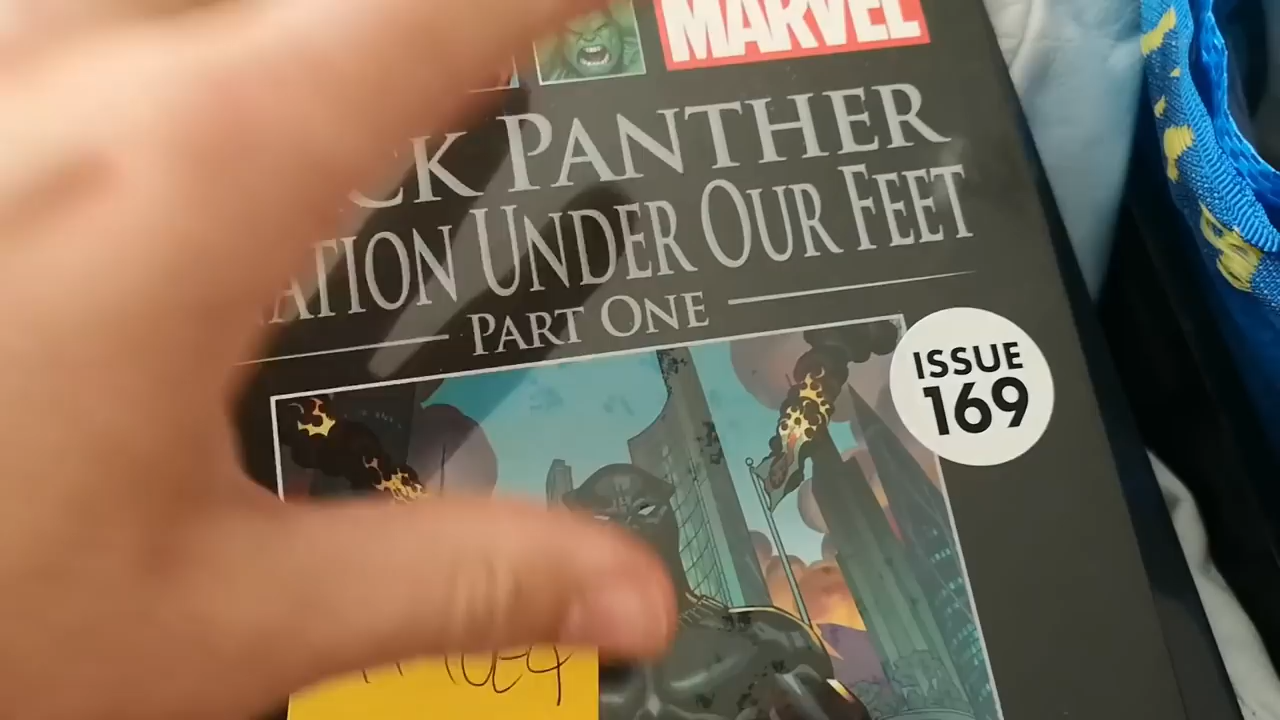 MARVEL
CK PANTHER
ATION UNDER OUR FEET
PART ONE
ISSUE
169